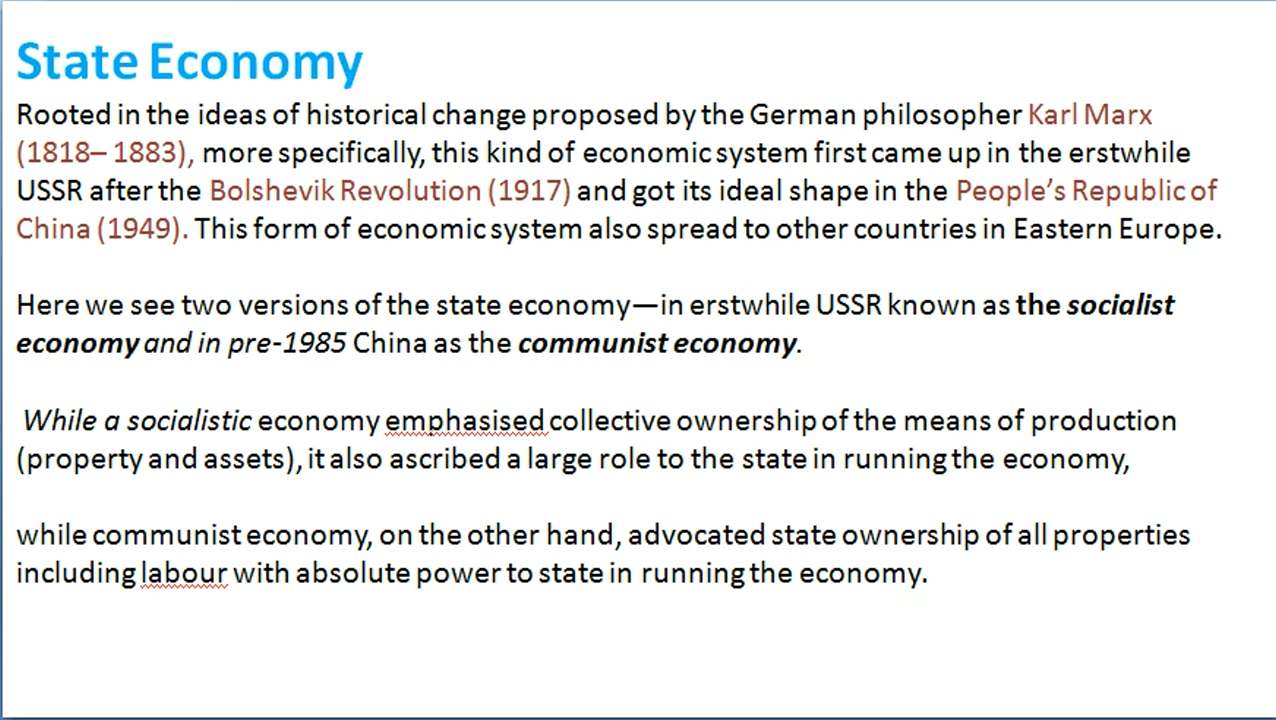 State Economy
Rooted in the ideas of historical change proposed by the German philosopher Karl Marx
(1818– 1883), more specifically, this kind of economic system first came up in the erstwhile
USSR after the Bolshevik Revolution (1917) and got its ideal shape in the People’s Republic of
China (1949). This form of economic system also spread to other countries in Eastern Europe.
Here we see two versions of the state economy—in erstwhile USSR known as the socialist
economy and in pre-1985 China as the communist economy.
While a socialistic economy emphasised collective ownership of the means of production
(property and assets), it also ascribed a large role to the state in running the economy,
while communist economy, on the other hand, advocated state ownership of all properties
including labour with absolute power to state in running the economy.